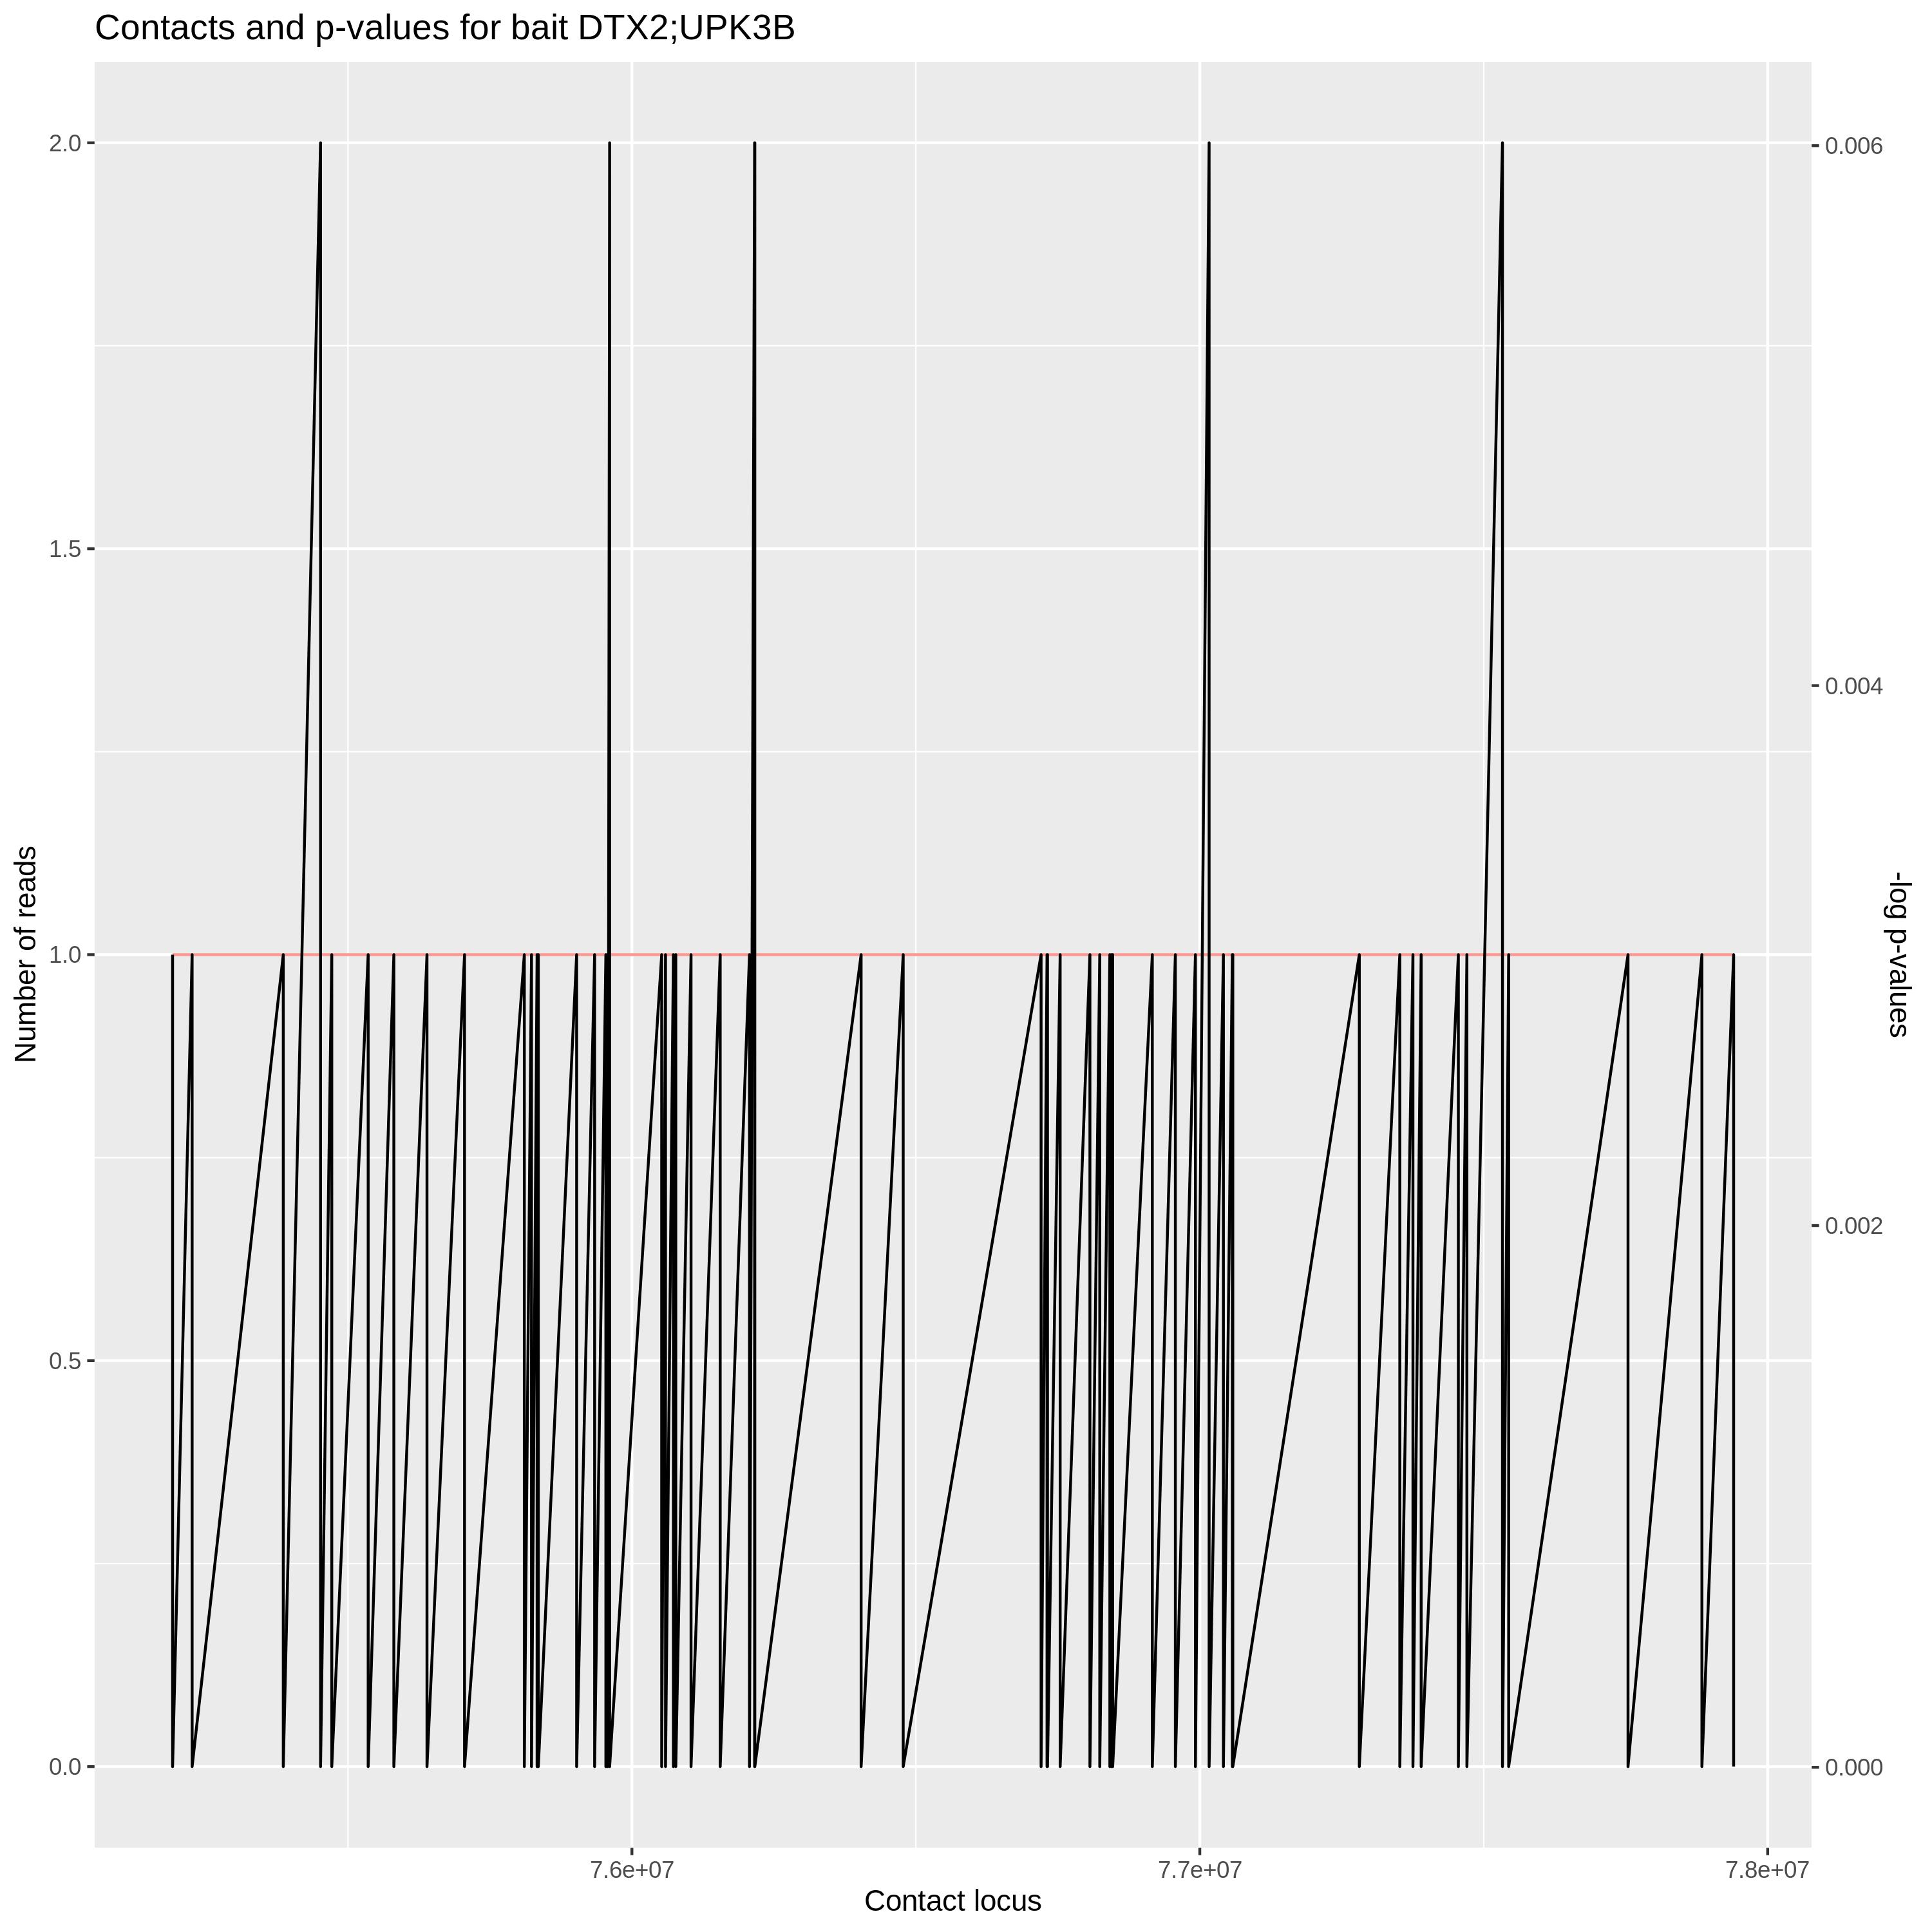 Contacts and p-values for bait DTX2;UPK3B
2.0
1.5
1.0
0.5
0.0
Number of reads
0.006
0.004
0.002
0.000
-log p-values
7.6e+07
7.7e+07
7.8e+07
Contact locus